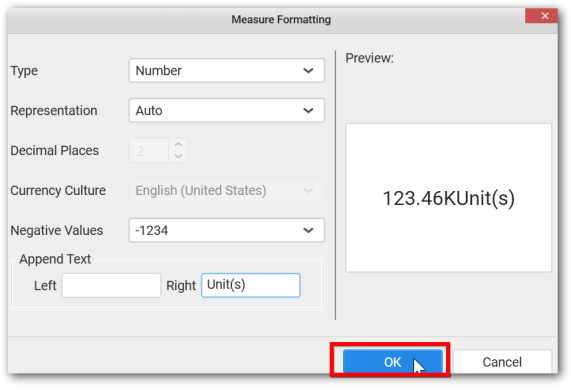 Measure Formatting
Type Number
Preview:
Representation Auto
Decimal Places 2
Currency Culture English (United States)
123.46KUnit(s)
Negative Values -1234
Append Text
Left Right Unit(s)
OK Cancel